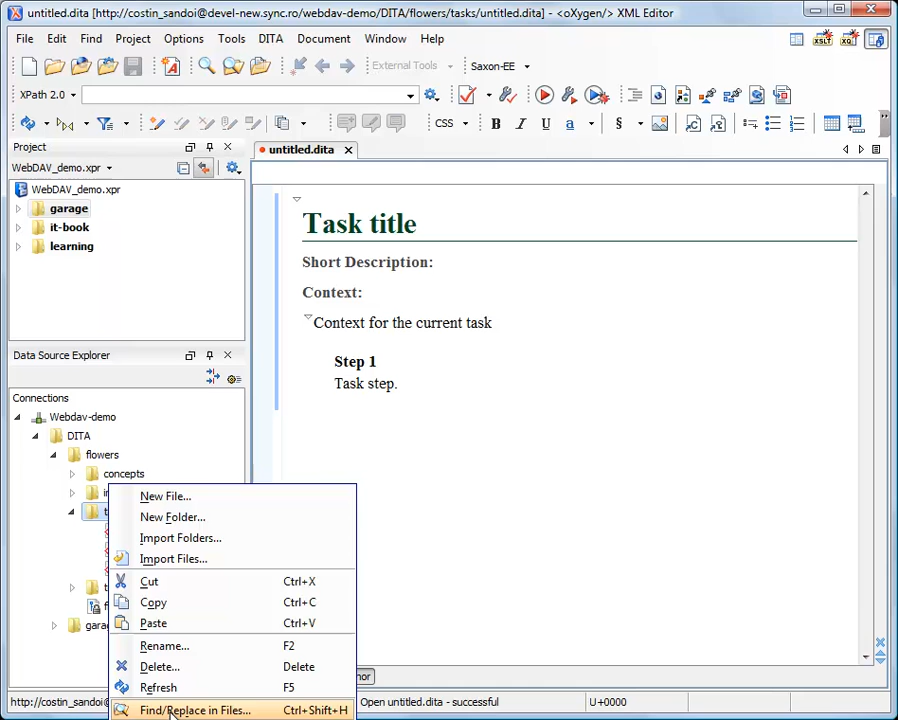 untitled.dita [http://costin_sandoi@devel-new.sync.ro/webdav-demo/DITA/flowers/tasks/untitled.dita] - <oXygen/> XML Editor
File Edit Find Project Options Tools DITA Document Window Help
External Tools Saxon-EE
XPath 2.0
CSS B I U a §
Project
untitled.dita
WebDAV_demo.xpr
WebDAV_demo.xpr
garage
it-book
learning
Task title
Short Description:
Context:
Context for the current task
Step 1
Task step.
Data Source Explorer
Connections
Webdav-demo
DITA
flowers
concepts
New File...
New Folder...
Import Folders...
Import Files...
Cut Ctrl+X
Copy Ctrl+C
Paste Ctrl+V
Rename... F2
Delete... Delete
Refresh F5
Find/Replace in Files... Ctrl+Shift+H
http://costin_sandoi Open untitled.dita - successful U+0000